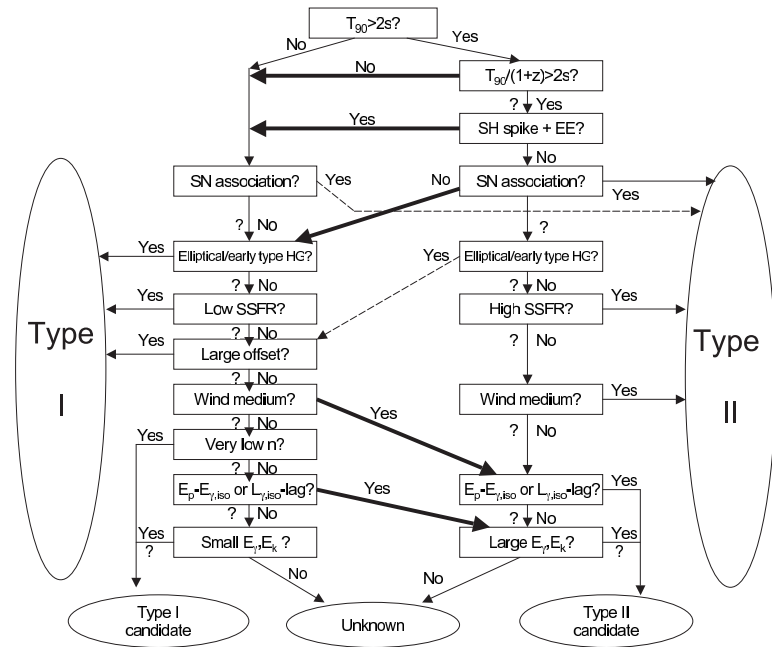 T90>2s?
No
Yes
No
T90/(1+z)>2s?
? Yes
Yes
SH spike + EE?
No
SN association?
Yes
No
SN association?
Yes
? No
?
Yes
Elliptical/early type HG?
Yes
Elliptical/early type HG?
? No
? No
Yes
Low SSFR?
High SSFR?
Yes
? No
Type
I
Yes
Large offset?
? No
Type
II
? No
Wind medium?
Yes
Wind medium?
Yes
? No
Yes
Very low n?
? No
? No
Ep-Eγ,iso or Lγ,iso-lag?
Yes
Ep-Eγ,iso or Lγ,iso-lag?
? No
? No
Yes
?
Small Eγ,Ek ?
Large Eγ,Ek?
Yes
?
No
No
Type I
candidate
Unknown
Type II
candidate